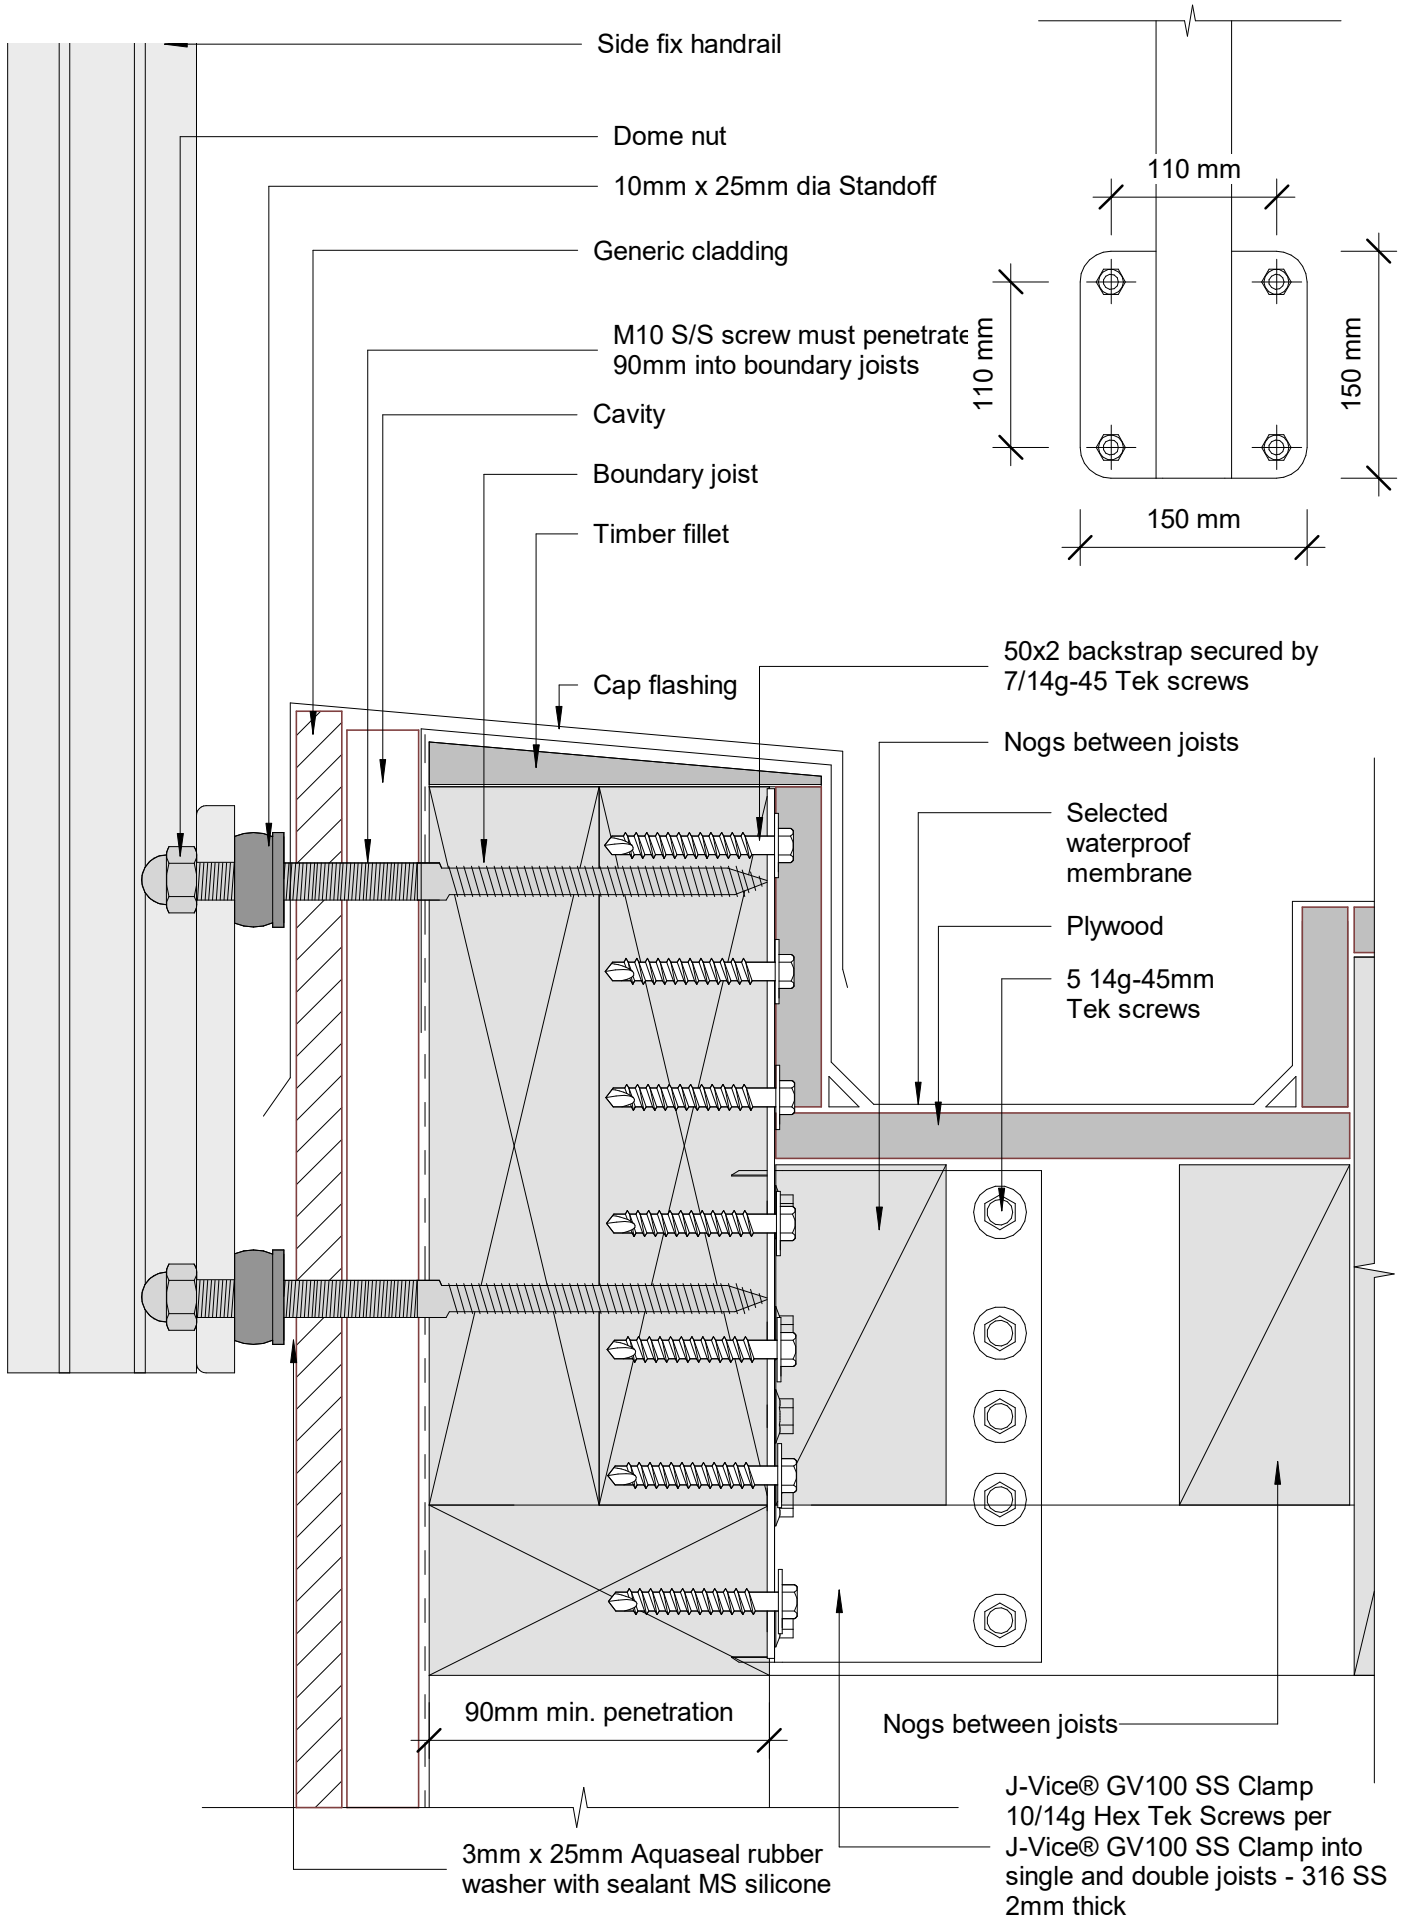 Side fix handrail
Dome nut
10mm x 25mm dia Standoff
Generic cladding
M10 S/S screw must penetrate
90mm into boundary joists
Cavity
Boundary joist
Timber fillet
Cap flashing
110 mm
110 mm
150 mm
150 mm
50x2 backstrap secured by
7/14g-45 Tek screws
Nogs between joists
Selected
waterproof
membrane
Plywood
5 14g-45mm
Tek screws
90mm min. penetration
Nogs between joists
3mm x 25mm Aquaseal rubber
washer with sealant MS silicone
J-Vice® GV100 SS Clamp
10/14g Hex Tek Screws per
J-Vice® GV100 SS Clamp into
single and double joists - 316 SS
2mm thick